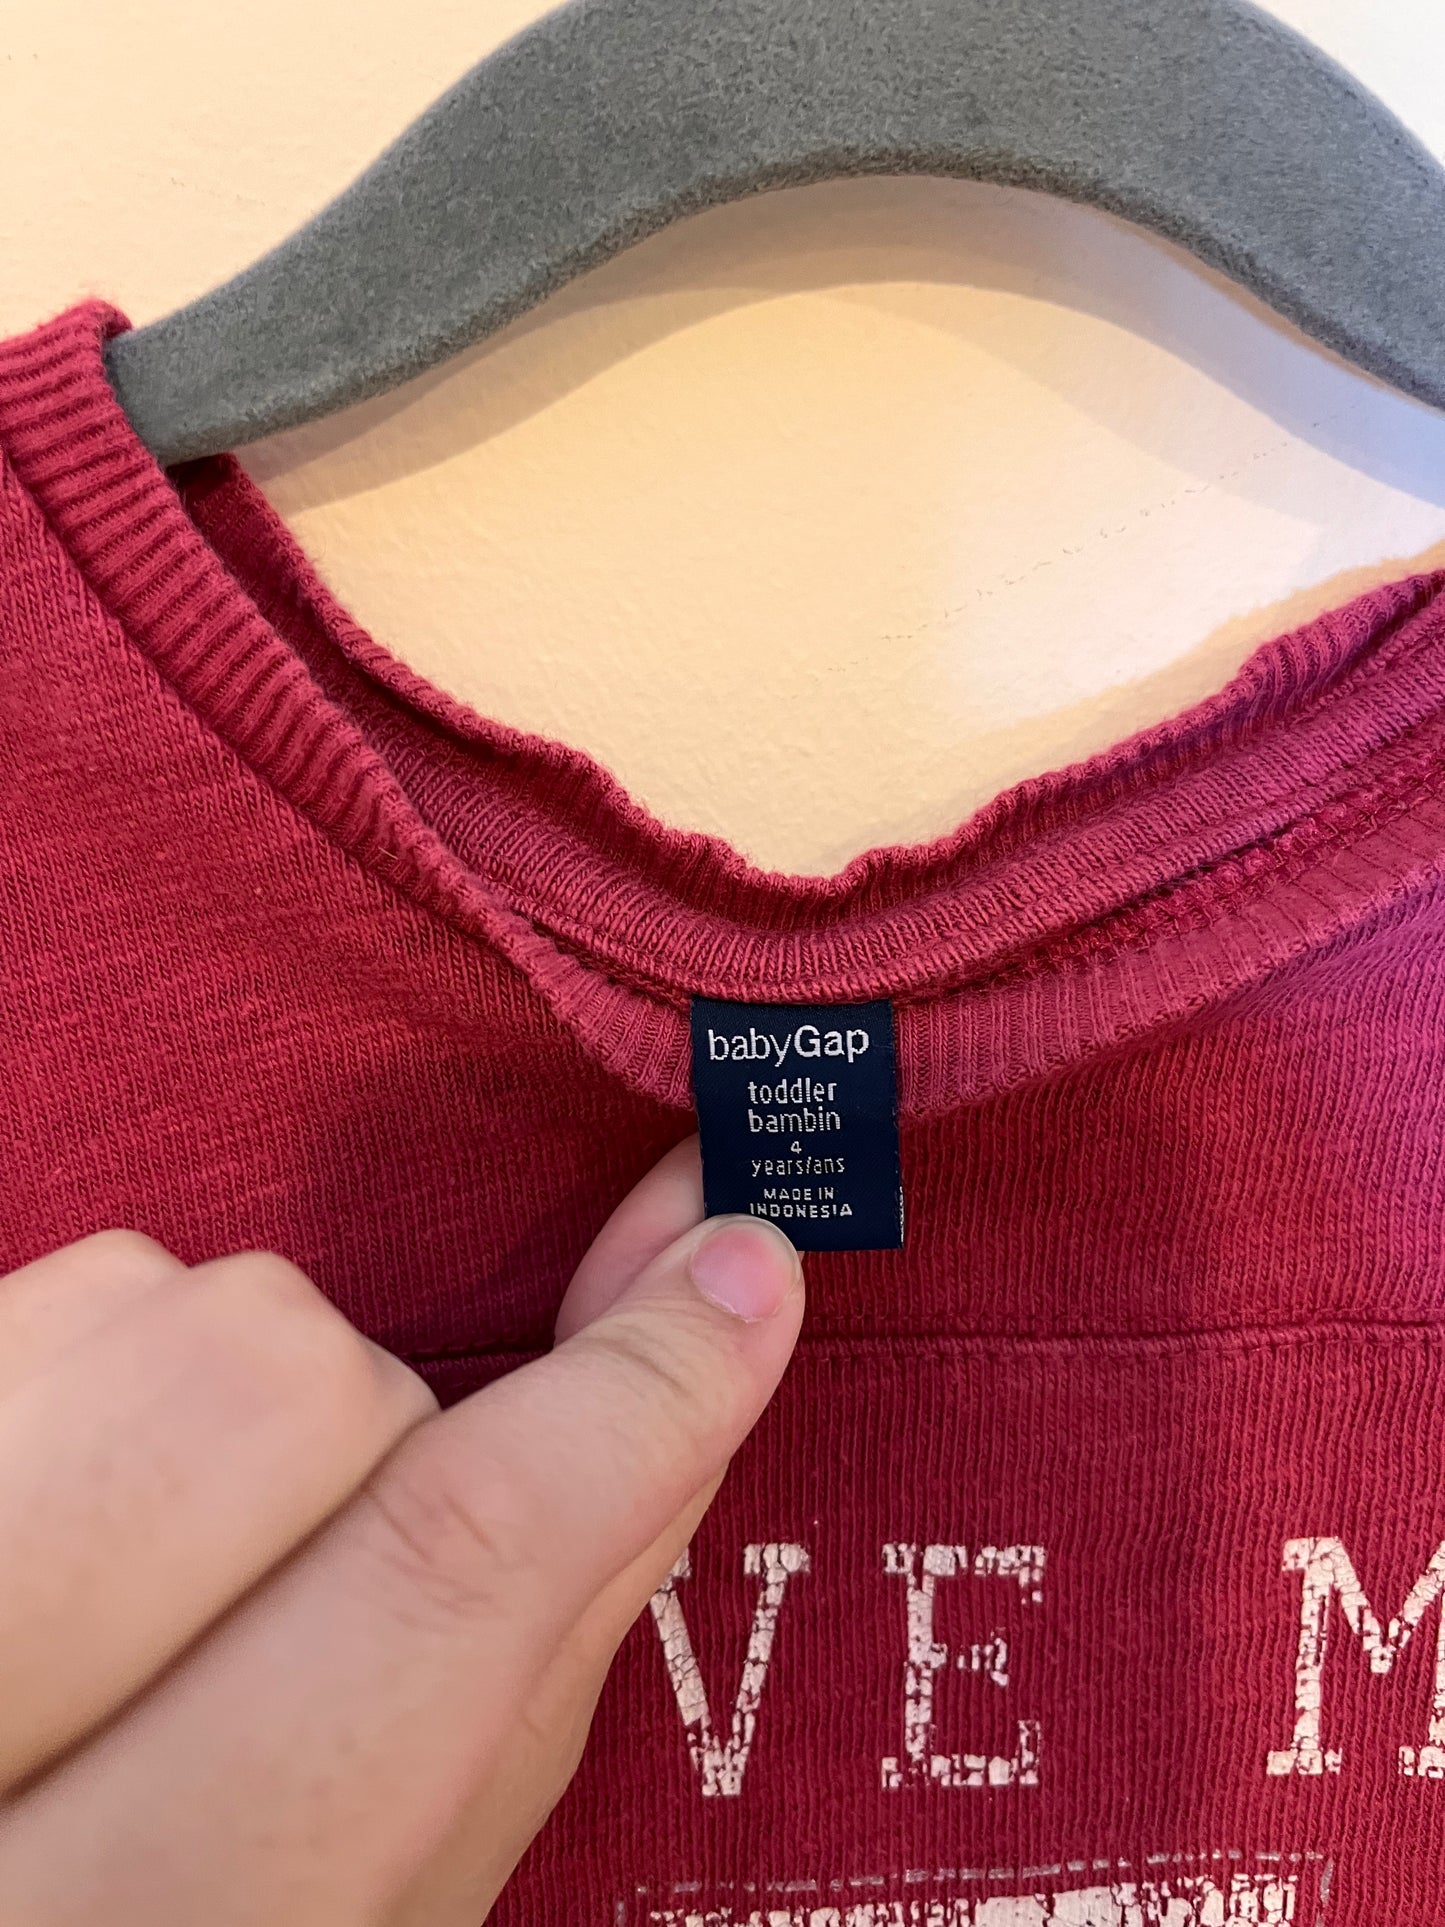 babyGap
toddler
bambin
4
years/ans
MADE IN
INDONESIA
VE M